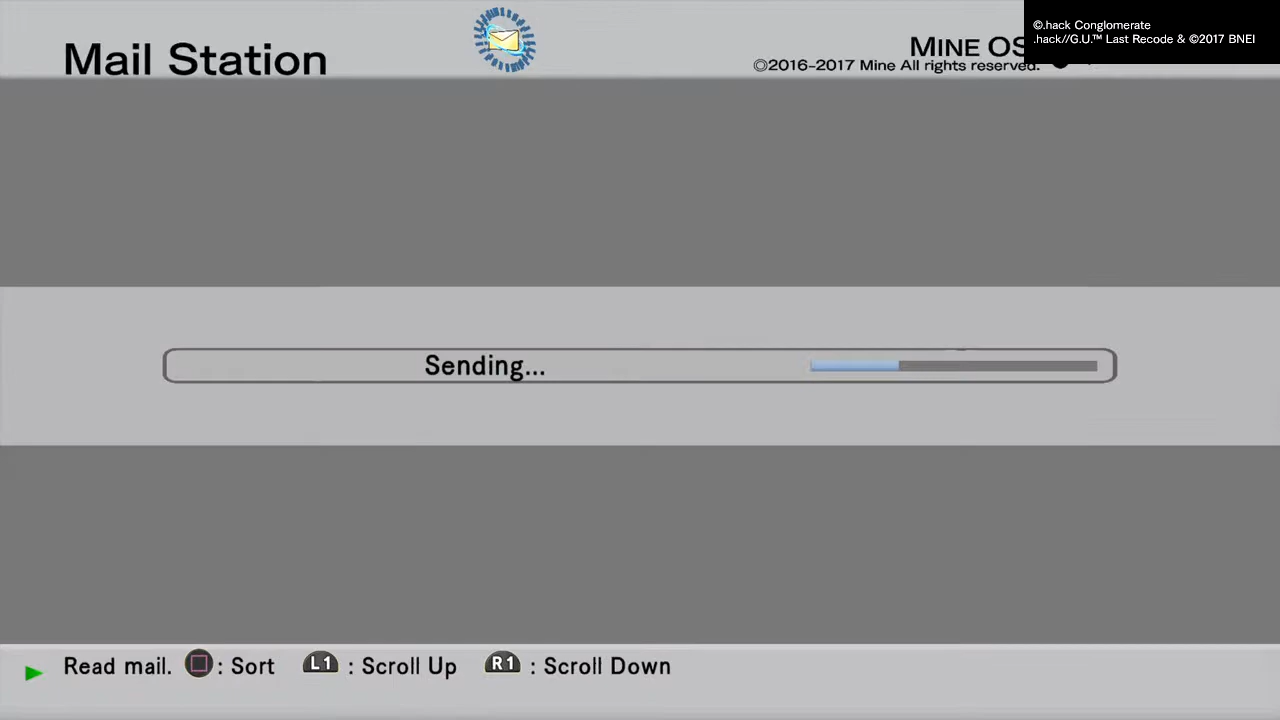 Mail Station
MINE OS
©2016-2017 Mine All rights reserved.
©.hack Conglomerate
.hack//G.U.™ Last Recode & ©2017 BNEI
Sending...
Read mail. : Sort L1 : Scroll Up R1 : Scroll Down